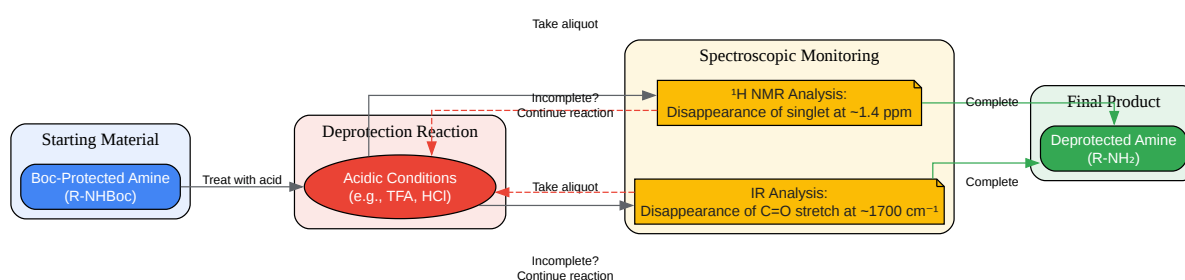 Take aliquot
Spectroscopic Monitoring
¹H NMR Analysis:
Disappearance of singlet at ~1.4 ppm
Incomplete?
Continue reaction
Complete
Final Product
Deprotected Amine
(R-NH₂)
Starting Material
Boc-Protected Amine
(R-NHBoc)
Treat with acid
Deprotection Reaction
Acidic Conditions
(e.g., TFA, HCl)
Take aliquot
IR Analysis:
Disappearance of C=O stretch at ~1700 cm⁻¹
Complete
Incomplete?
Continue reaction